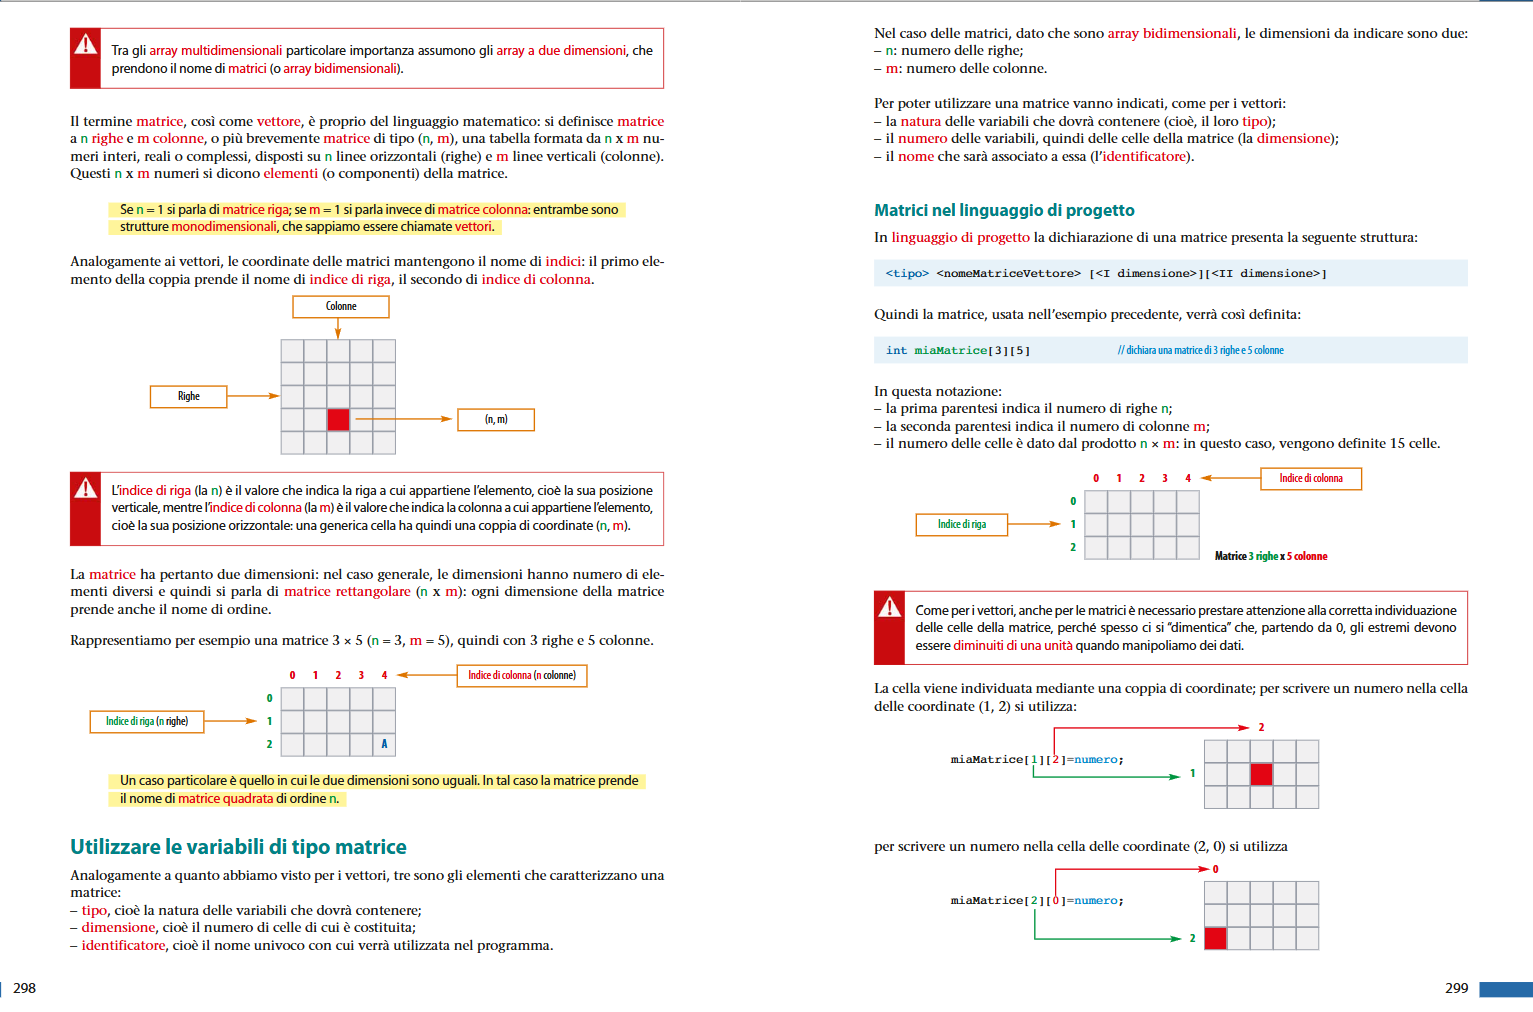 Tra gli array multidimensionali particolare importanza assumono gli array a due dimensioni, che
prendono il nome di matrici (o array bidimensionali).
Il termine matrice, così come vettore, è proprio del linguaggio matematico: si definisce matrice
a n righe e m colonne, o più brevemente matrice di tipo (n, m), una tabella formata da n x m nu-
meri interi, reali o complessi, disposti su n linee orizzontali (righe) e m linee verticali (colonne).
Questi n x m numeri si dicono elementi (o componenti) della matrice.
Se n = 1 si parla di matrice riga; se m = 1 si parla invece di matrice colonna: entrambe sono
strutture monodimensionali, che sappiamo essere chiamate vettori.
Analogamente ai vettori, le coordinate delle matrici mantengono il nome di indici: il primo ele-
mento della coppia prende il nome di indice di riga, il secondo di indice di colonna.
Colonne
Righe
(n, m)
L'indice di riga (la n) è il valore che indica la riga a cui appartiene l'elemento, cioè la sua posizione
verticale, mentre l'indice di colonna (la m) è il valore che indica la colonna a cui appartiene l'elemento,
cioè la sua posizione orizzontale: una generica cella ha quindi una coppia di coordinate (n, m).
La matrice ha pertanto due dimensioni: nel caso generale, le dimensioni hanno numero di ele-
menti diversi e quindi si parla di matrice rettangolare (n x m): ogni dimensione della matrice
prende anche il nome di ordine.
Rappresentiamo per esempio una matrice 3 × 5 (n = 3, m = 5), quindi con 3 righe e 5 colonne.
0 1 2 3 4
Indice di colonna (n colonne)
0
Indice di riga (n righe)
1
2
A
Un caso particolare è quello in cui le due dimensioni sono uguali. In tal caso la matrice prende
il nome di matrice quadrata di ordine n.
Utilizzare le variabili di tipo matrice
Analogamente a quanto abbiamo visto per i vettori, tre sono gli elementi che caratterizzano una
matrice:
– tipo, cioè la natura delle variabili che dovrà contenere;
– dimensione, cioè il numero di celle di cui è costituita;
– identificatore, cioè il nome univoco con cui verrà utilizzata nel programma.
298
Nel caso delle matrici, dato che sono array bidimensionali, le dimensioni da indicare sono due:
– n: numero delle righe;
– m: numero delle colonne.
Per poter utilizzare una matrice vanno indicati, come per i vettori:
– la natura delle variabili che dovrà contenere (cioè, il loro tipo);
– il numero delle variabili, quindi delle celle della matrice (la dimensione);
– il nome che sarà associato a essa (l'identificatore).
Matrici nel linguaggio di progetto
In linguaggio di progetto la dichiarazione di una matrice presenta la seguente struttura:
<tipo> <nomeMatriceVettore> [<I dimensione>][<II dimensione>]
Quindi la matrice, usata nell'esempio precedente, verrà così definita:
int miaMatrice[3][5] // dichiara una matrice di 3 righe e 5 colonne
In questa notazione:
– la prima parentesi indica il numero di righe n;
– la seconda parentesi indica il numero di colonne m;
– il numero delle celle è dato dal prodotto n × m: in questo caso, vengono definite 15 celle.
0 1 2 3 4
Indice di colonna
0
Indice di riga
1
2
Matrice 3 righe x 5 colonne
Come per i vettori, anche per le matrici è necessario prestare attenzione alla corretta individuazione
delle celle della matrice, perché spesso ci si "dimentica" che, partendo da 0, gli estremi devono
essere diminuiti di una unità quando manipoliamo dei dati.
La cella viene individuata mediante una coppia di coordinate; per scrivere un numero nella cella
delle coordinate (1, 2) si utilizza:
2
miaMatrice[1][2]=numero;
1
per scrivere un numero nella cella delle coordinate (2, 0) si utilizza
0
miaMatrice[2][0]=numero;
2
299